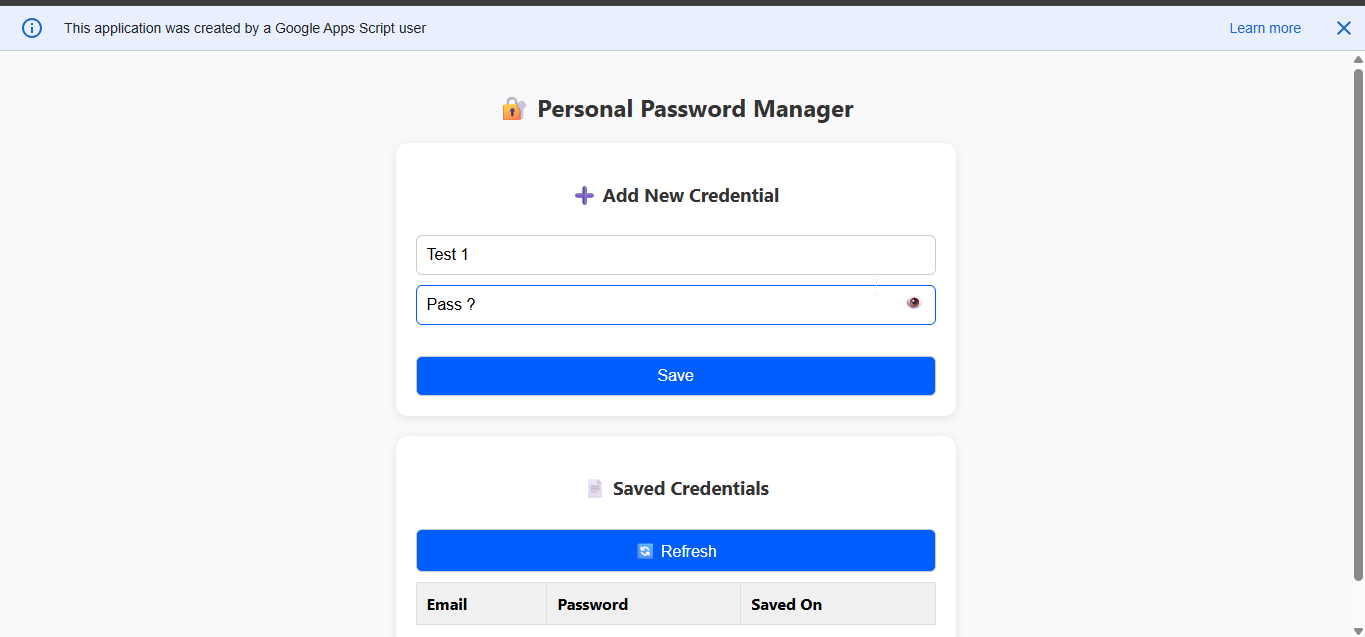 This application was created by a Google Apps Script user
Learn more
Personal Password Manager
Add New Credential
Test 1
Pass ?
Save
Saved Credentials
Refresh
Email Password Saved On